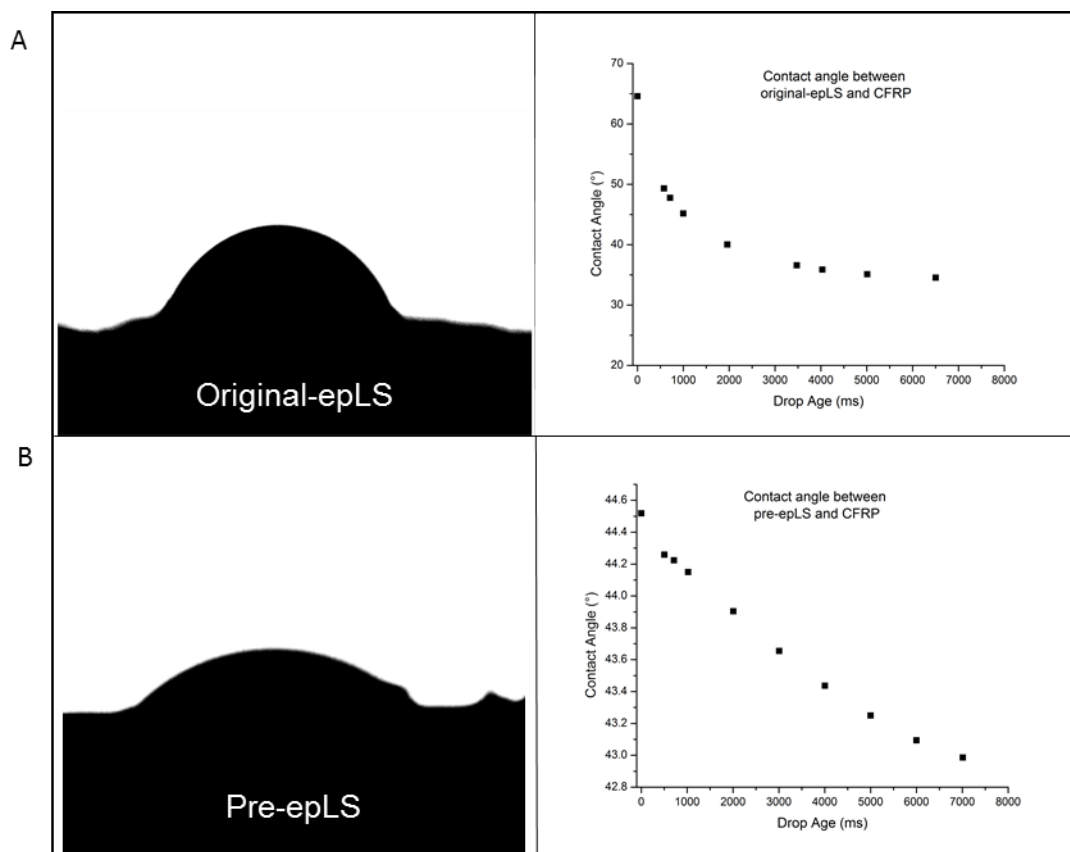 A
Original-epLS
Contact angle between
original-epLS and CFRP
Contact Angle (°)
70
60
50
40
30
20
0 1000 2000 3000 4000 5000 6000 7000 8000
Drop Age (ms)
B
Pre-epLS
Contact angle between
pre-epLS and CFRP
Contact Angle (°)
44.6
44.4
44.2
44.0
43.8
43.6
43.4
43.2
43.0
42.8
0 1000 2000 3000 4000 5000 6000 7000 8000
Drop Age (ms)